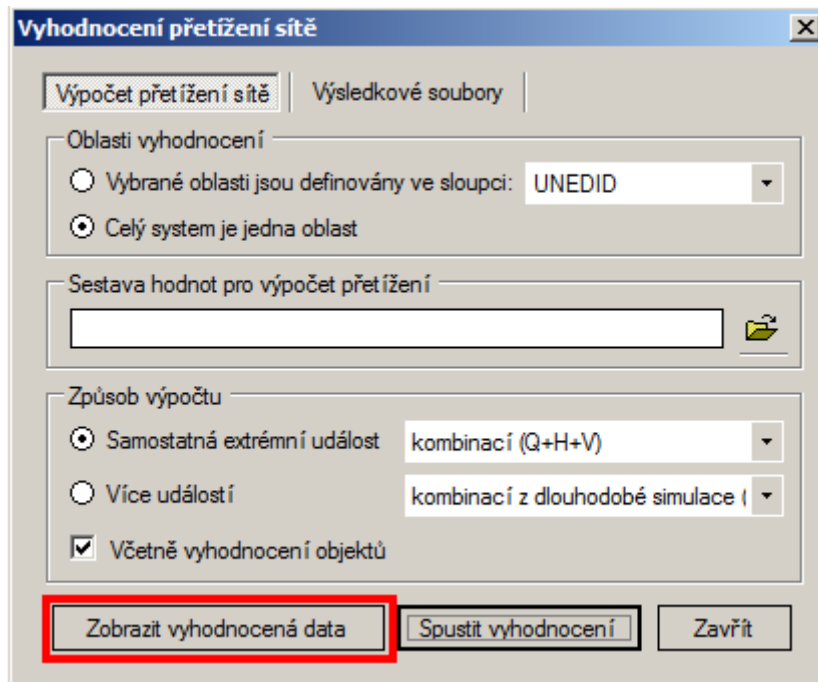 Vyhodnocení přetížení sítě
Výpočet přetížení sítě Výsledkové soubory
Oblasti vyhodnocení
Vybrané oblasti jsou definovány ve sloupci: UNEDID
Celý system je jedna oblast
Sestava hodnot pro výpočet přetížení
Způsob výpočtu
Samostatná extrémní událost kombinací (Q+H+V)
Více událostí kombinací z dlouhodobé simulace (
Včetně vyhodnocení objektů
Zobrazit vyhodnocená data Spustit vyhodnocení Zavřít